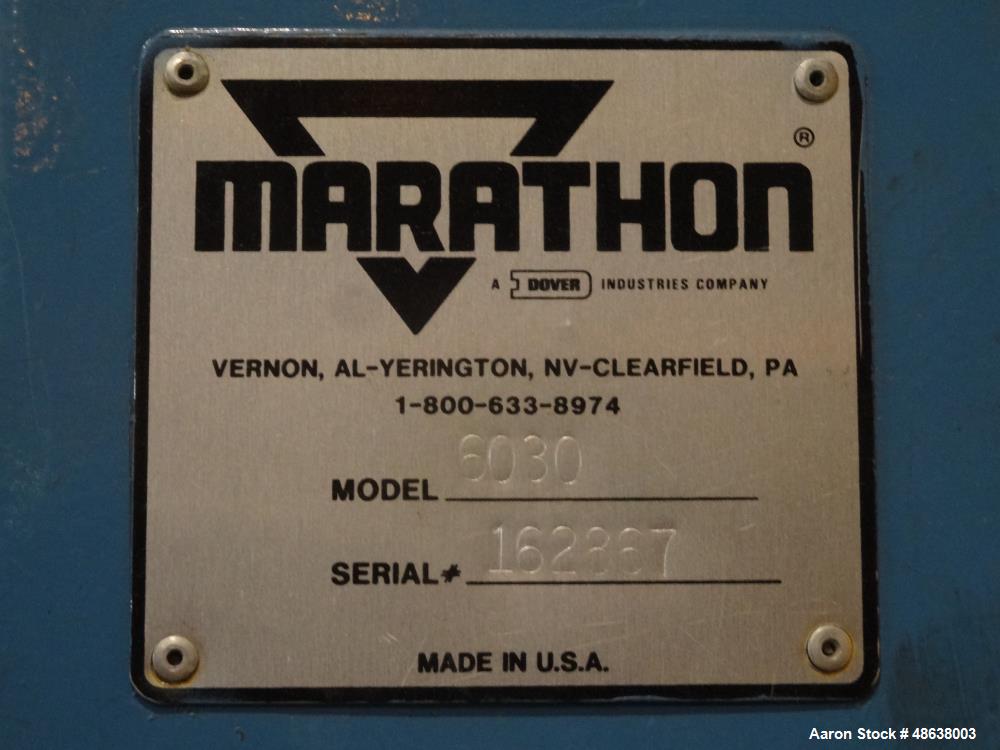 MARATHON ®
A DOVER INDUSTRIES COMPANY
VERNON, AL-YERINGTON, NV-CLEARFIELD, PA
1-800-633-8974
MODEL 6030
SERIAL# 162867
MADE IN U.S.A.
Aaron Stock # 48638003